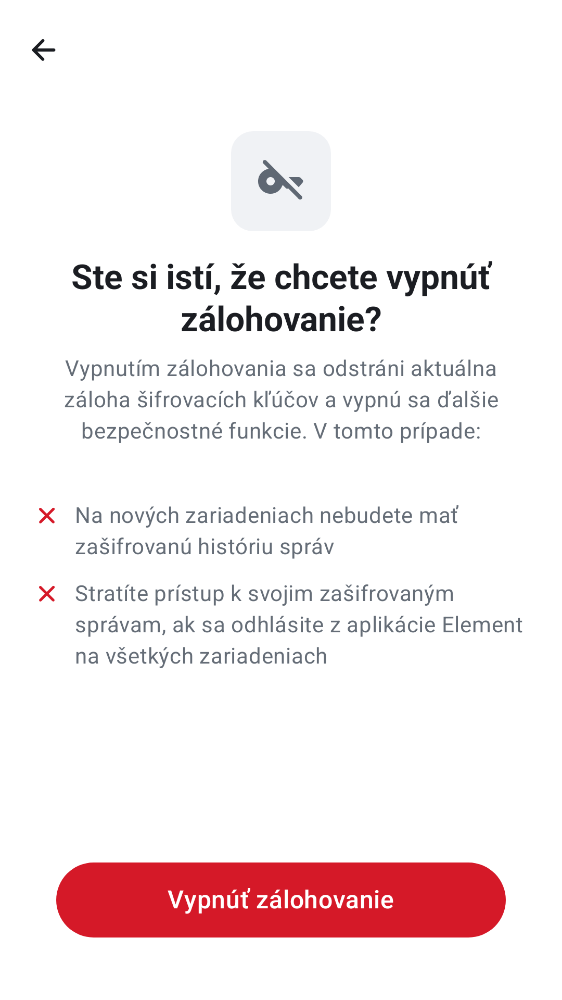 Ste si istí, že chcete vypnúť
zálohovanie?
Vypnutím zálohovania sa odstráni aktuálna
záloha šifrovacích kľúčov a vypnú sa ďalšie
bezpečnostné funkcie. V tomto prípade:
Na nových zariadeniach nebudete mať
zašifrovanú históriu správ
Stratíte prístup k svojim zašifrovaným
správam, ak sa odhlásite z aplikácie Element
na všetkých zariadeniach
Vypnúť zálohovanie